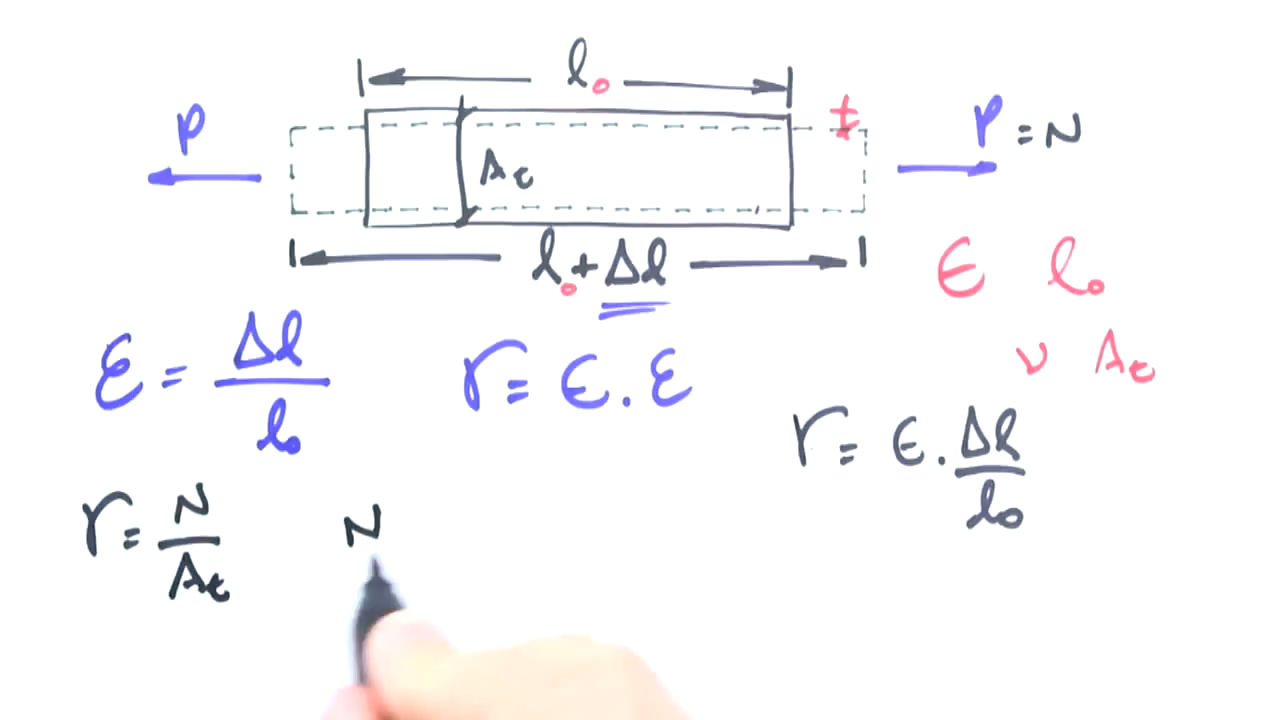 l₀
t
P
P = N
A_t
l₀ + Δl
E l₀
ν A_t
ε = Δl / l₀
σ = E . ε
σ = E . Δl / l₀
σ = N / A_t
N